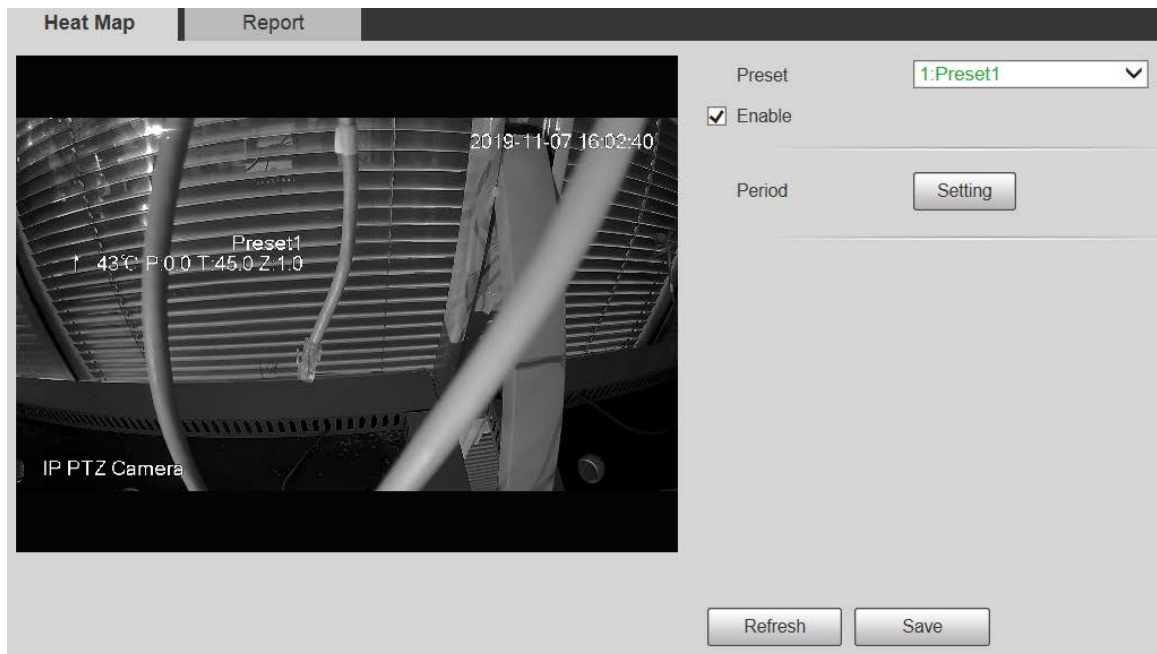 Heat Map
Report
2019-11-07 16:02:40
Preset1
↑ 43℃ P:0.0 T:45.0 Z:1.0
IP PTZ Camera
Preset
1:Preset1
Enable
Period
Setting
Refresh
Save